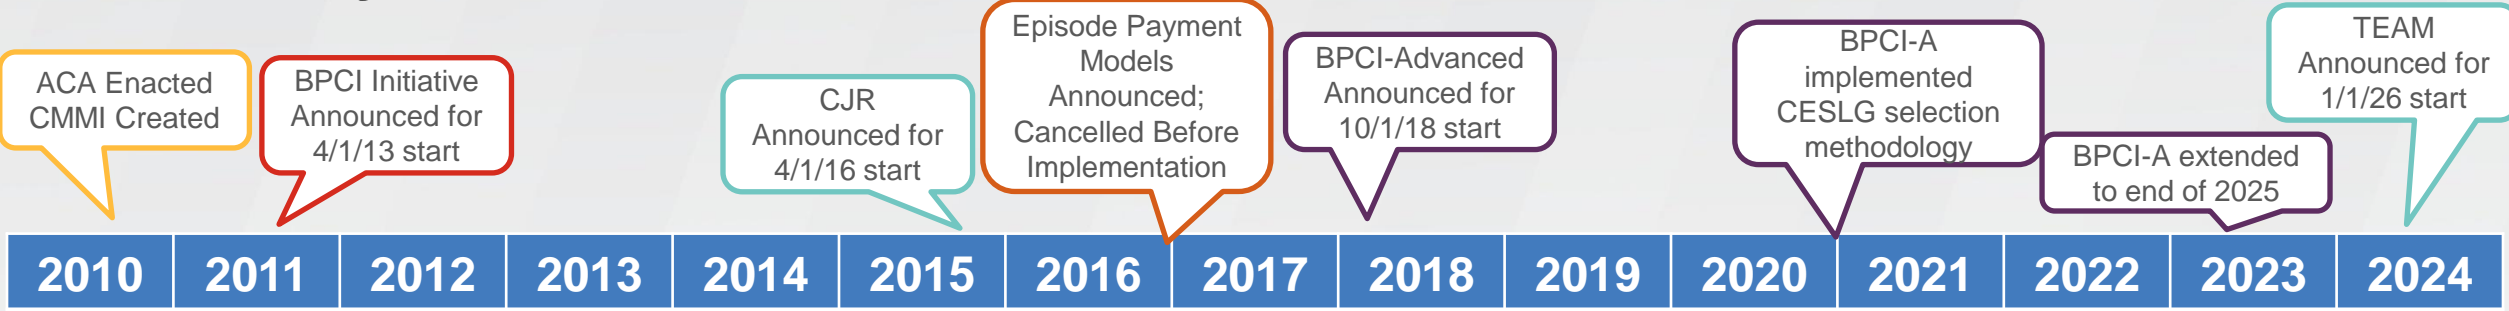 ACA Enacted
CMMI Created
BPCI Initiative
Announced for
4/1/13 start
CJR
Announced for
4/1/16 start
Episode Payment
Models
Announced;
Cancelled Before
Implementation
BPCI-Advanced
Announced for
10/1/18 start
BPCI-A
implemented
CESLG selection
methodology
BPCI-A extended
to end of 2025
TEAM
Announced for
1/1/26 start
2010 2011 2012 2013 2014 2015 2016 2017 2018 2019 2020 2021 2022 2023 2024